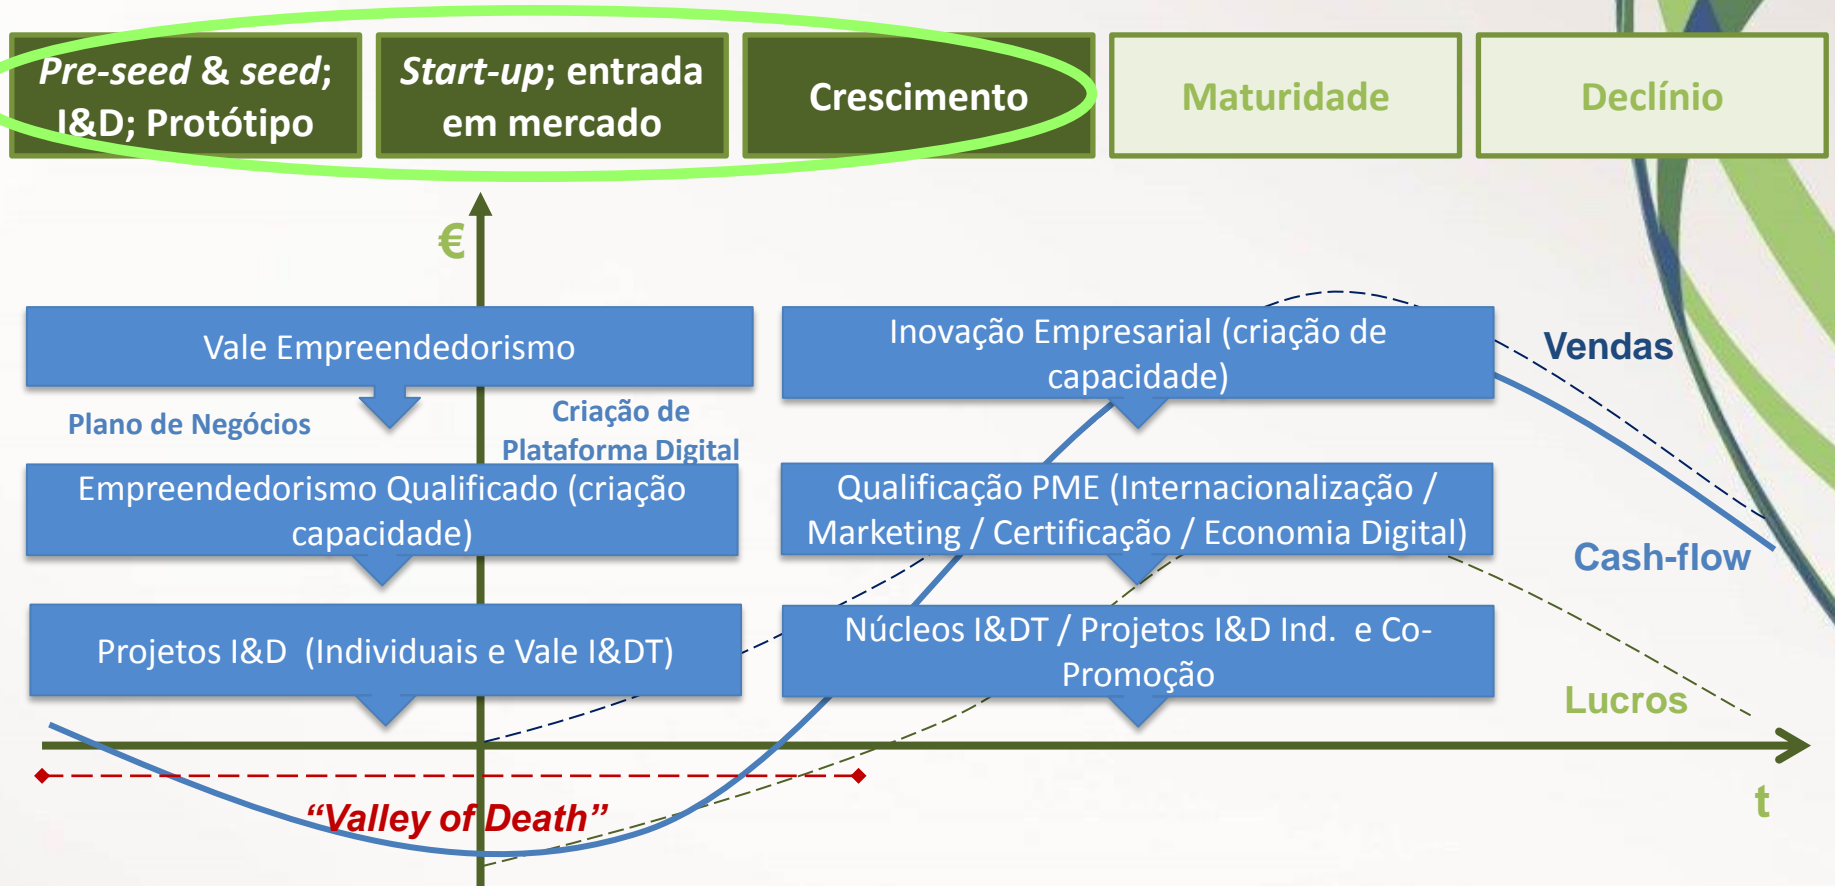 Pre-seed & seed;
I&D; Protótipo
Start-up; entrada
em mercado
Crescimento
Maturidade
Declínio
€
Vale Empreendedorismo
Inovação Empresarial (criação de
capacidade)
Vendas
Plano de Negócios
Criação de
Plataforma Digital
Empreendedorismo Qualificado (criação
capacidade)
Qualificação PME (Internacionalização /
Marketing / Certificação / Economia Digital)
Cash-flow
Projetos I&D (Individuais e Vale I&DT)
Núcleos I&DT / Projetos I&D Ind. e Co-
Promoção
Lucros
“Valley of Death”
t